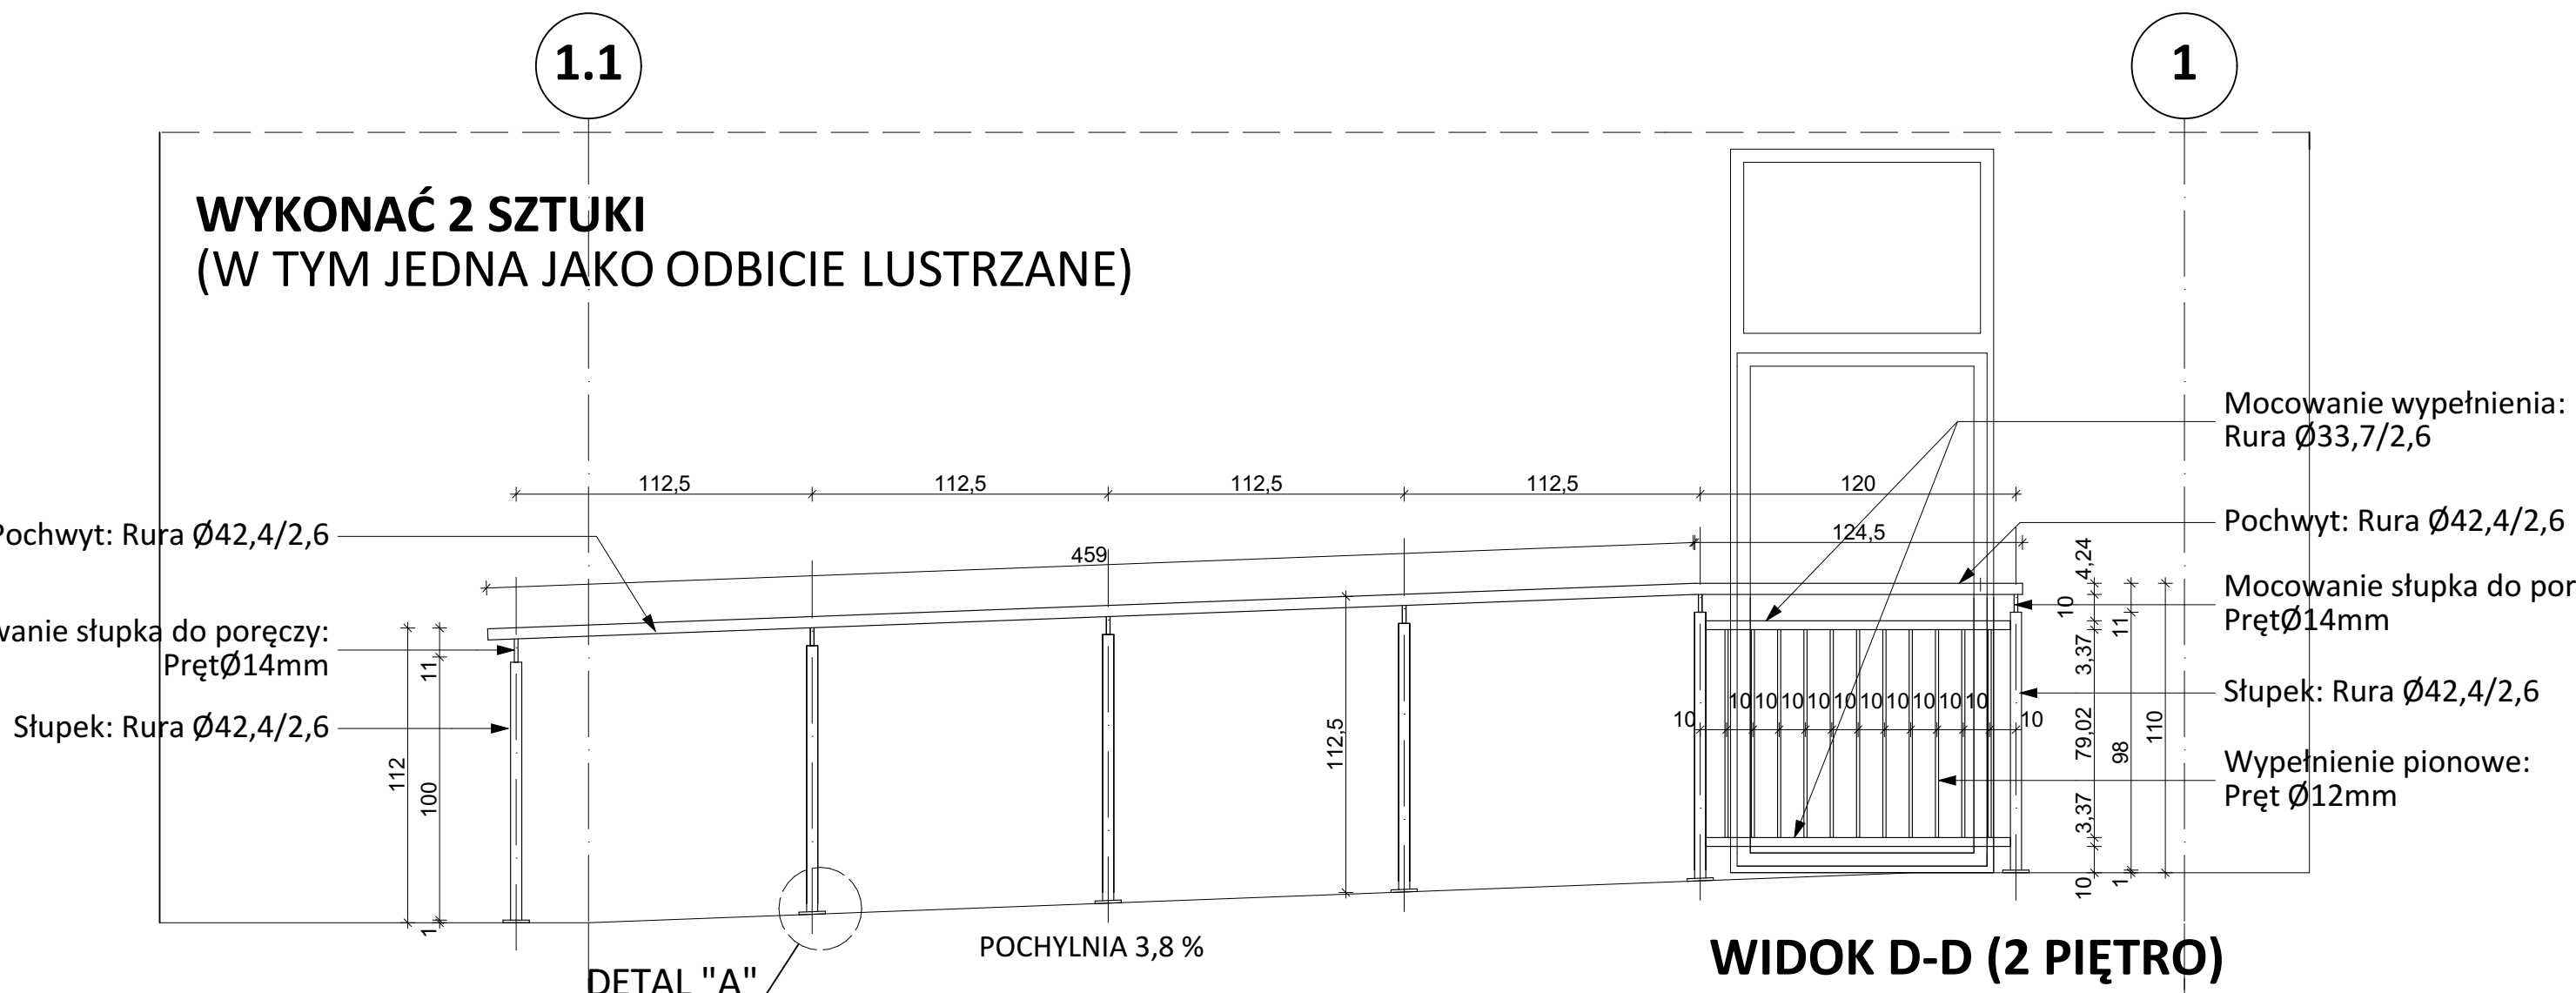 1.1
1
WYKONAĆ 2 SZTUKI
(W TYM JEDNA JAKO ODBICIE LUSTRZANE)
Mocowanie wypełnienia:
Rura Ø33,7/2,6
112,5
112,5
112,5
112,5
120
Pochwyt: Rura Ø42,4/2,6
Pochwyt: Rura Ø42,4/2,6
459
124,5
4,24
10
3,37
79,02
3,37
10
11
98
1
110
Mocowanie słupka do
PrętØ14mm
słupka do poręczy:
PrętØ14mm
Słupek: Rura Ø42,4/2,6
Słupek: Rura Ø42,4/2,6
112
11
100
1
112,5
10
10
10
10
10
10
10
10
10
10
10
10
Wypełnienie pionowe:
Pręt Ø12mm
POCHYLNIA 3,8 %
WIDOK D-D (2 PIĘTRO)
DETAL "A"